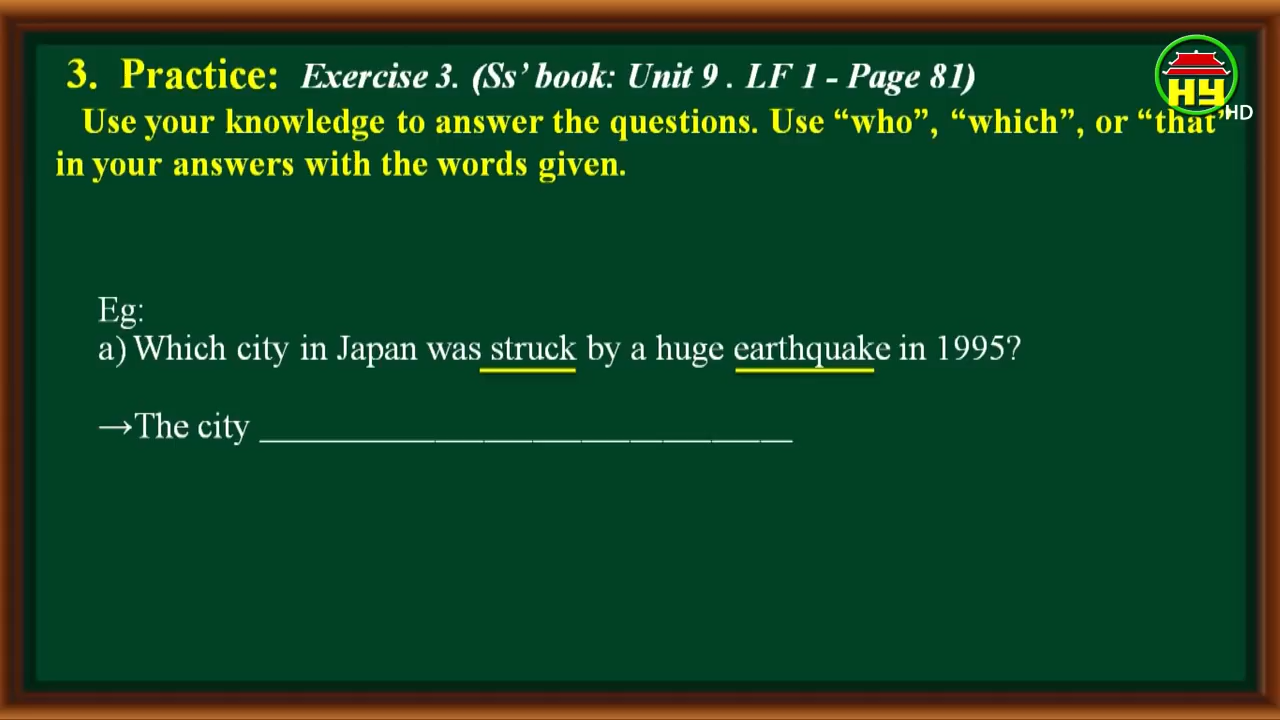 3. Practice: Exercise 3. (Ss’ book: Unit 9 . LF 1 - Page 81)
Use your knowledge to answer the questions. Use “who”, “which”, or “that”
in your answers with the words given.
Eg:
a) Which city in Japan was struck by a huge earthquake in 1995?
→The city ______________________________
HY
HD